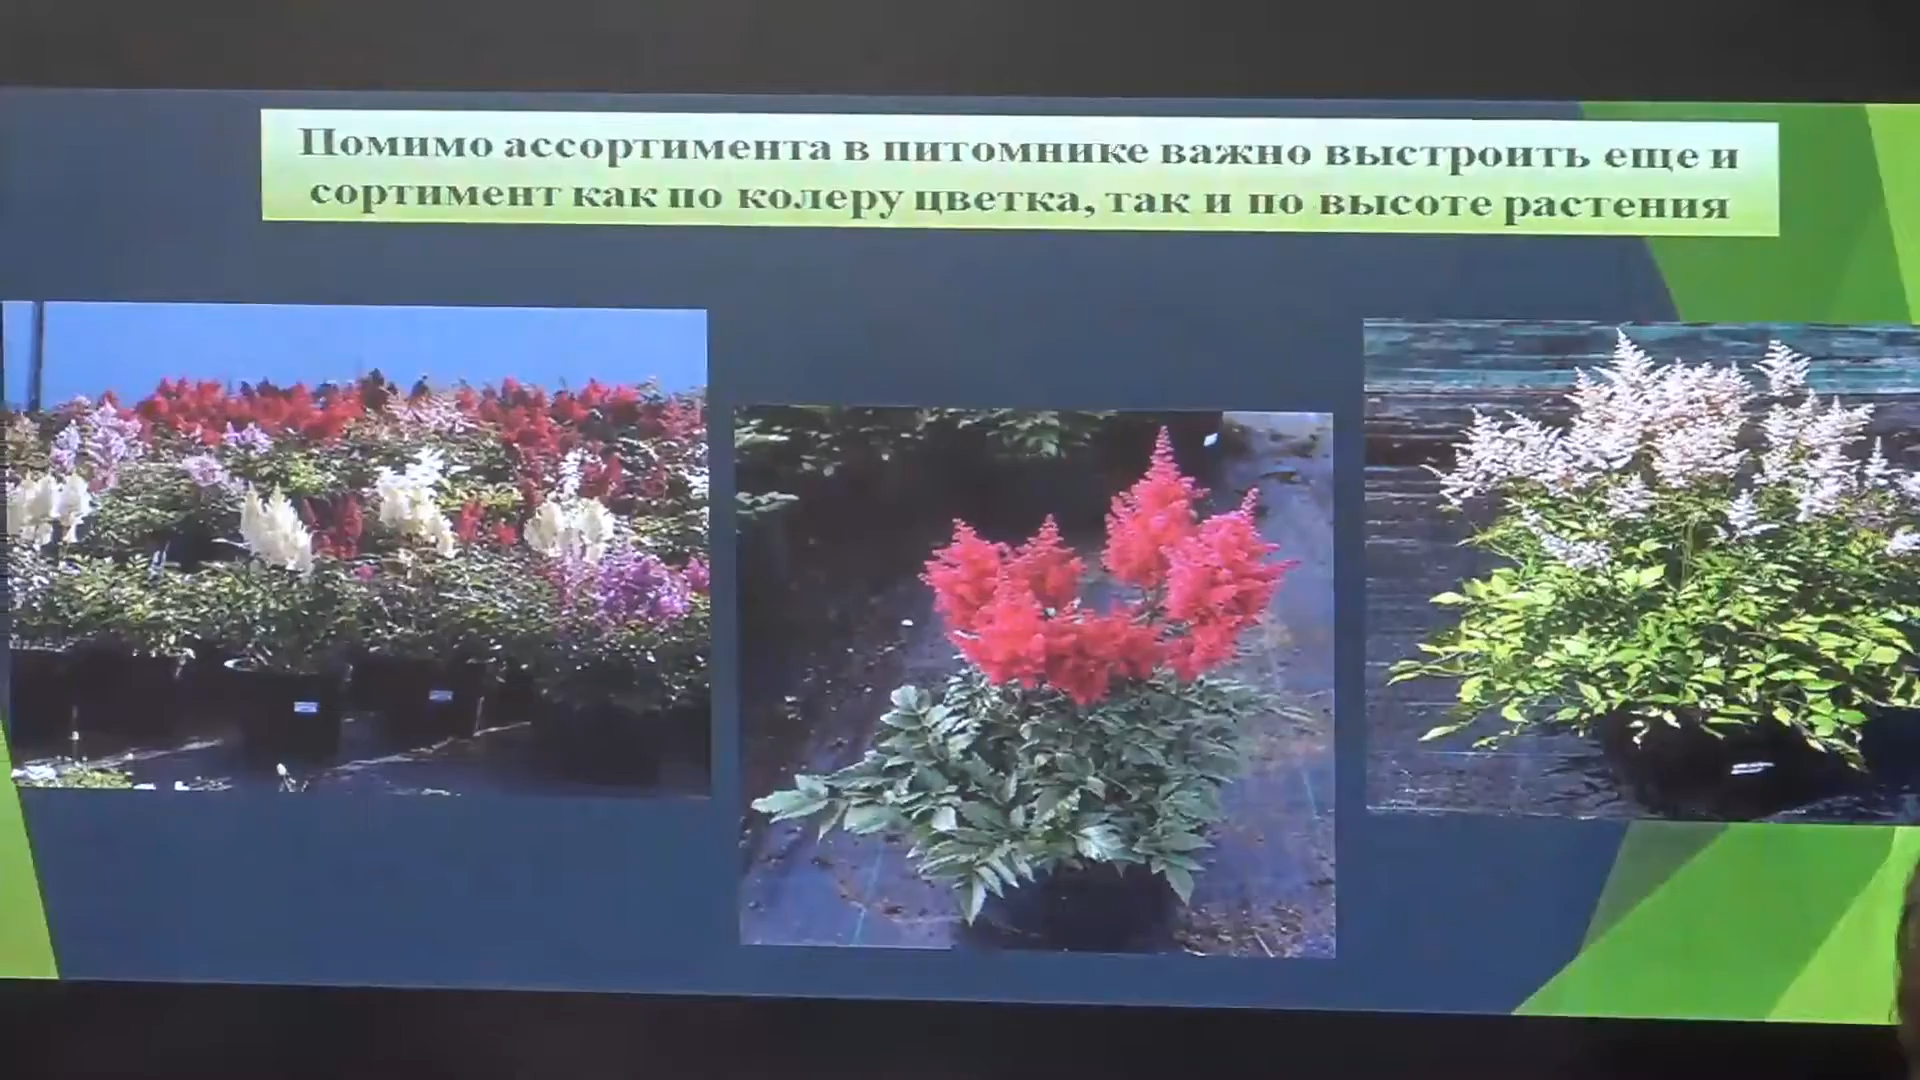 Помимо ассортимента в питомнике важно выстроить еще и
сортимент как по колеру цветка, так и по высоте растения